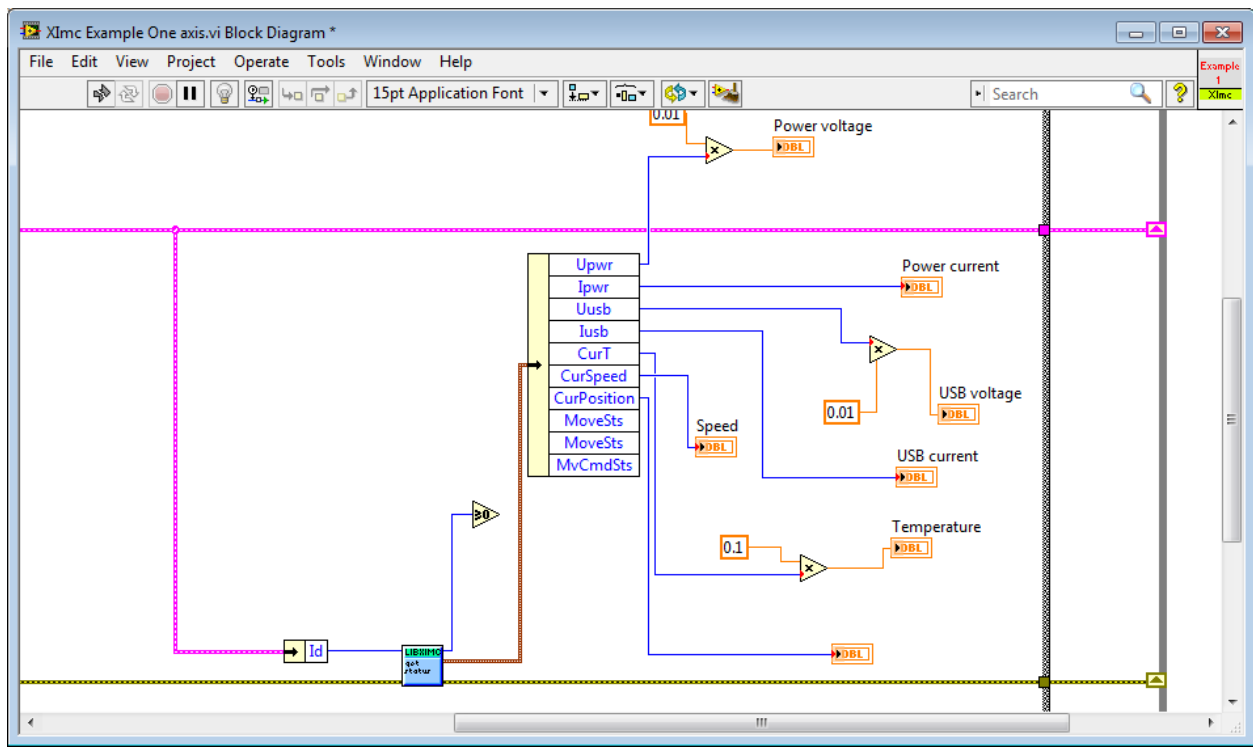 XImc Example One axis.vi Block Diagram *
File Edit View Project Operate Tools Window Help
15pt Application Font
Search
?
Example
1
XImc
0.01
Power voltage
×
DBL
Upwr
Ipwr
Uusb
Iusb
CurT
CurSpeed
CurPosition
MoveSts
MoveSts
MvCmdSts
Power current
DBL
×
0.01
USB voltage
DBL
Speed
DBL
USB current
DBL
≥0
Temperature
0.1
DBL
×
Id
LIBXIMC
get
status
DBL